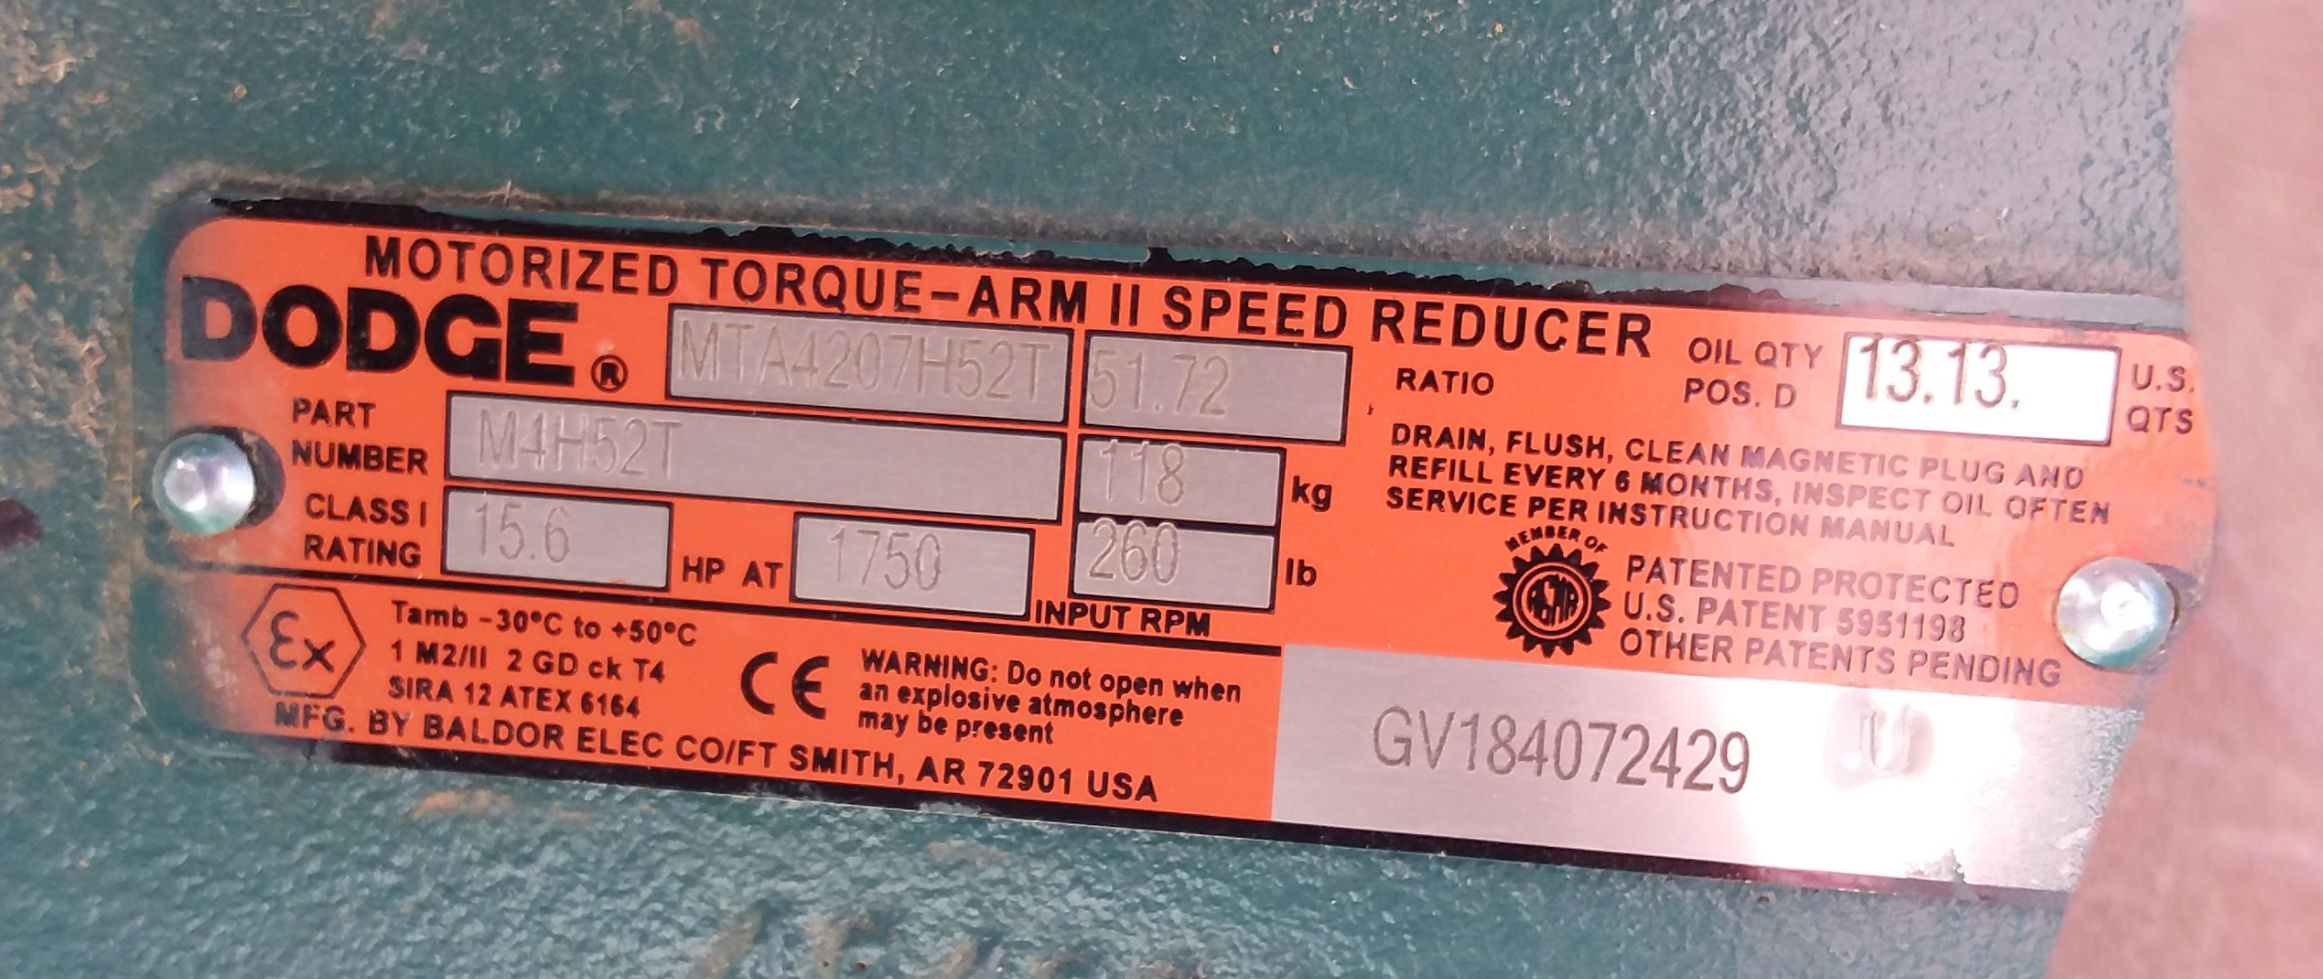 MOTORIZED TORQUE-ARM II SPEED REDUCER
DODGE ®
MTA4207H52T
51.72
RATIO
OIL QTY
POS. D
13.13.
U.S.
QTS
PART
NUMBER
M4H52T
118
kg
DRAIN, FLUSH, CLEAN MAGNETIC PLUG AND
REFILL EVERY 6 MONTHS, INSPECT OIL OFTEN
SERVICE PER INSTRUCTION MANUAL
CLASS I
RATING
15.6
HP AT
1750
INPUT RPM
260
lb
MEMBER OF
PATENTED PROTECTED
U.S. PATENT 5951198
OTHER PATENTS PENDING
Ex
Tamb -30°C to +50°C
1 M2/II 2 GD ck T4
SIRA 12 ATEX 6164
CE
WARNING: Do not open when
an explosive atmosphere
may be present
MFG. BY BALDOR ELEC CO/FT SMITH, AR 72901 USA
GV184072429